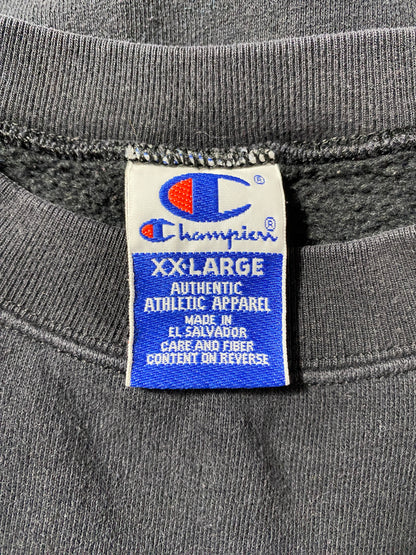 ®
Champion®
XX-LARGE
AUTHENTIC
ATHLETIC APPAREL
MADE IN
EL SALVADOR
CARE AND FIBER
CONTENT ON REVERSE